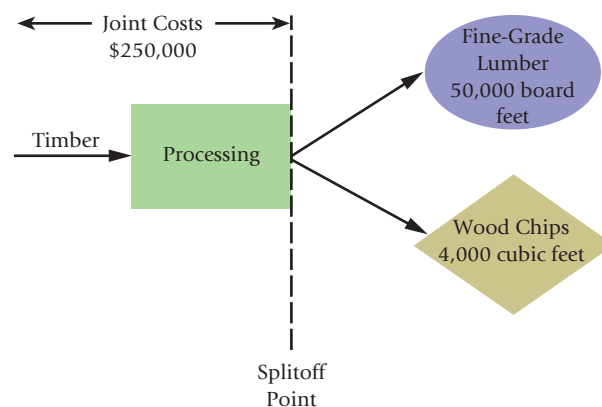 Joint Costs
$250,000
Fine-Grade
Lumber
50,000 board
feet
Timber
Processing
Wood Chips
4,000 cubic feet
Splitoff
Point